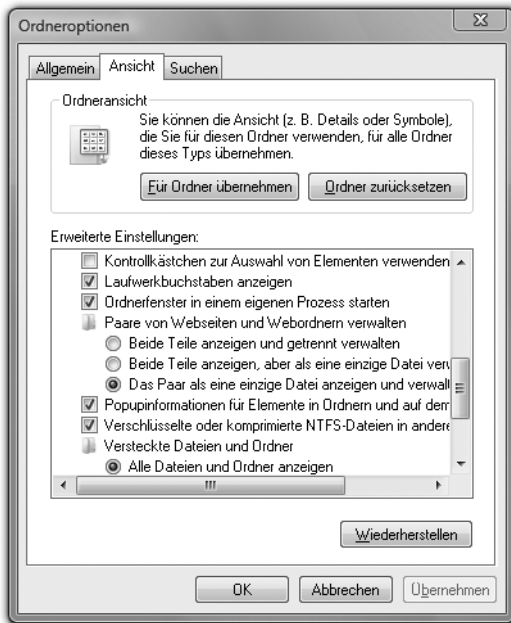 Ordneroptionen
Allgemein Ansicht Suchen
Ordneransicht
Sie können die Ansicht (z. B. Details oder Symbole),
die Sie für diesen Ordner verwenden, für alle Ordner
dieses Typs übernehmen.
Für Ordner übernehmen Ordner zurücksetzen
Erweiterte Einstellungen:
Kontrollkästchen zur Auswahl von Elementen verwenden
Laufwerkbuchstaben anzeigen
Ordnerfenster in einem eigenen Prozess starten
Paare von Webseiten und Webordnern verwalten
Beide Teile anzeigen und getrennt verwalten
Beide Teile anzeigen, aber als eine einzige Datei
Das Paar als eine einzige Datei anzeigen und
Popupinformationen für Elemente in Ordnern und auf dem
Verschlüsselte oder komprimierte NTFS-Dateien in andere
Versteckte Dateien und Ordner
Alle Dateien und Ordner anzeigen
Wiederherstellen
OK Abbrechen Übernehmen